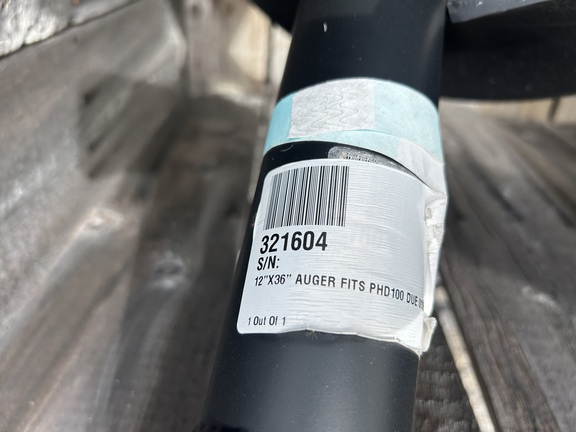 321604
S/N:
12"X36" AUGER FITS PHD100 DUE
1 Out Of 1